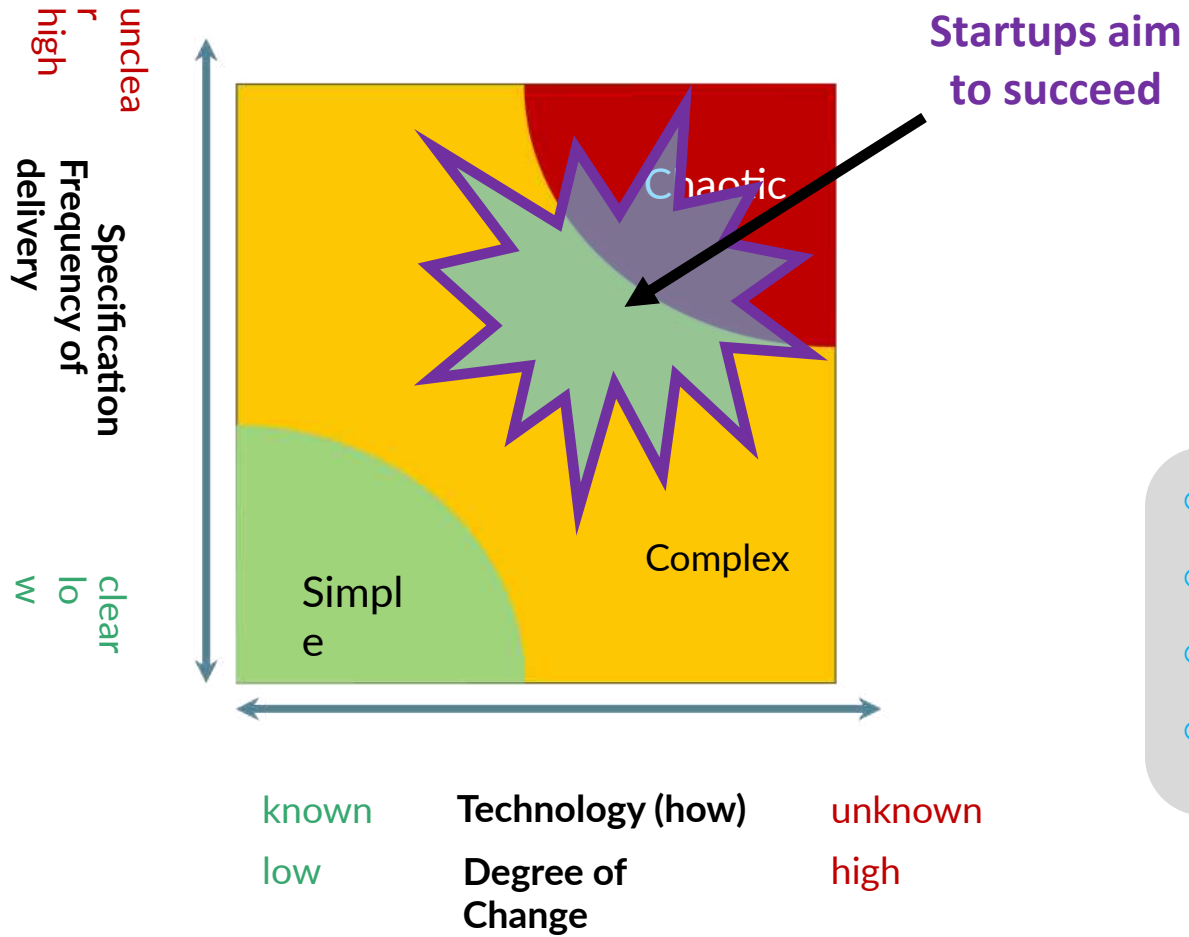 Startups aim
to succeed
unclea
r
high
Specification
Frequency of
delivery
clear
lo
w
Chaotic
Complex
Simpl
e
known
Technology (how)
unknown
low
Degree of
Change
high